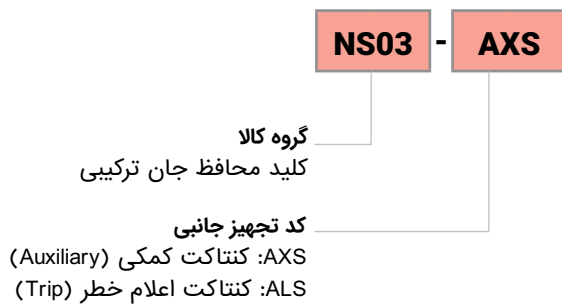 NS03 - AXS
گروه کالا
کلید محافظ جان ترکیبی
کد تجهیز جانبی
AXS: کنتاکت کمکی (Auxiliary)
ALS: کنتاکت اعلام خطر (Trip)